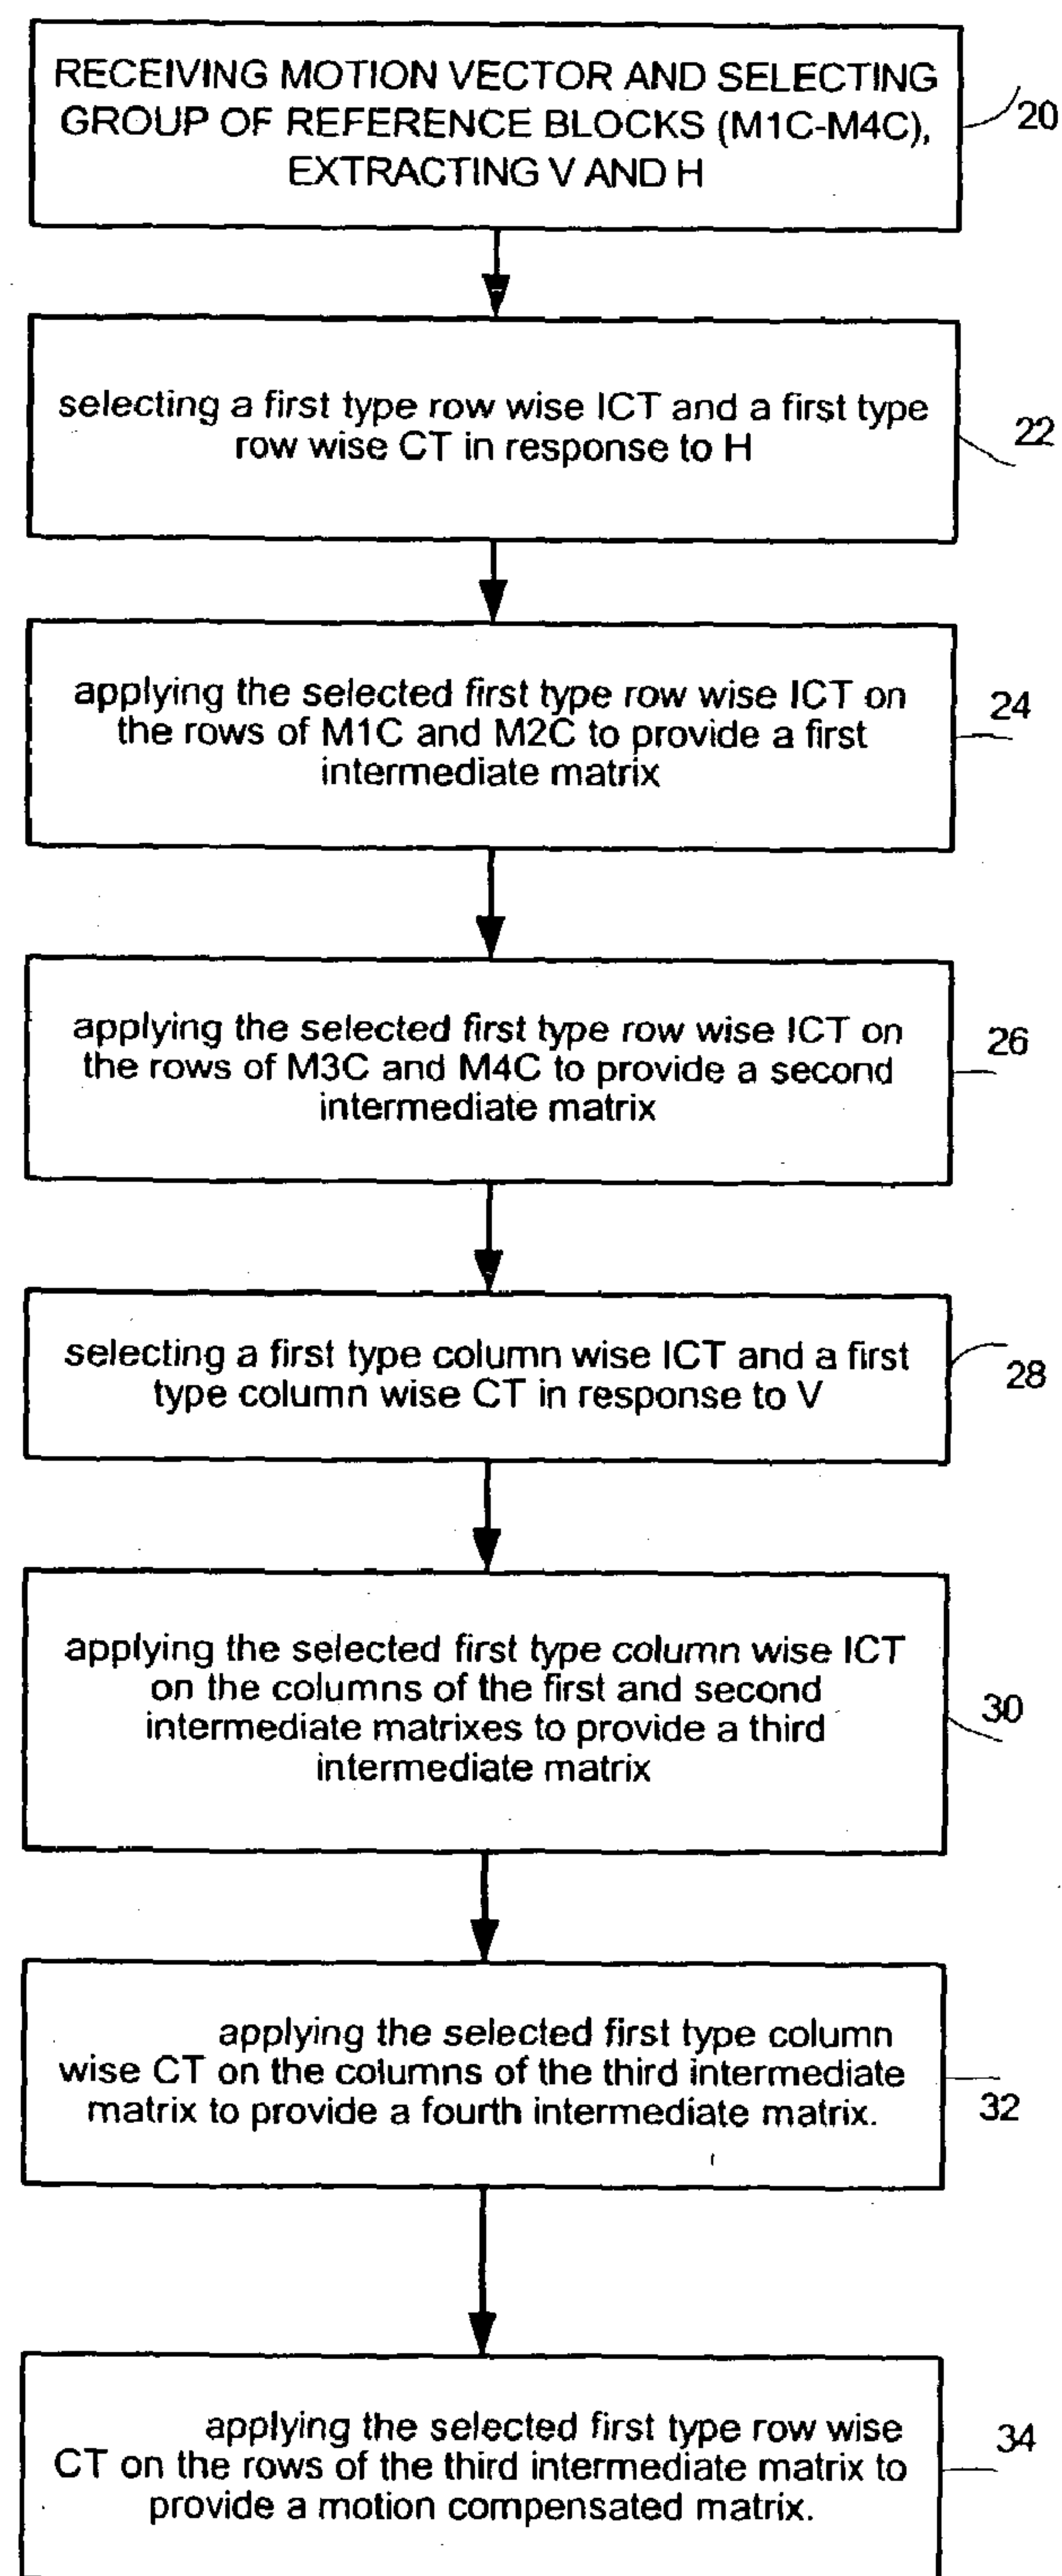 RECEIVING MOTION VECTOR AND SELECTING
GROUP OF REFERENCE BLOCKS (M1C-M4C),
EXTRACTING V AND H
20
selecting a first type row wise ICT and a first type
row wise CT in response to H
22
applying the selected first type row wise ICT on
the rows of M1C and M2C to provide a first
intermediate matrix
24
applying the selected first type row wise ICT on
the rows of M3C and M4C to provide a second
intermediate matrix
26
selecting a first type column wise ICT and a first
type column wise CT in response to V
28
applying the selected first type column wise ICT
on the columns of the first and second
intermediate matrixes to provide a third
intermediate matrix
30
applying the selected first type column
wise CT on the columns of the third intermediate
matrix to provide a fourth intermediate matrix.
32
applying the selected first type row wise
CT on the rows of the third intermediate matrix to
provide a motion compensated matrix.
34